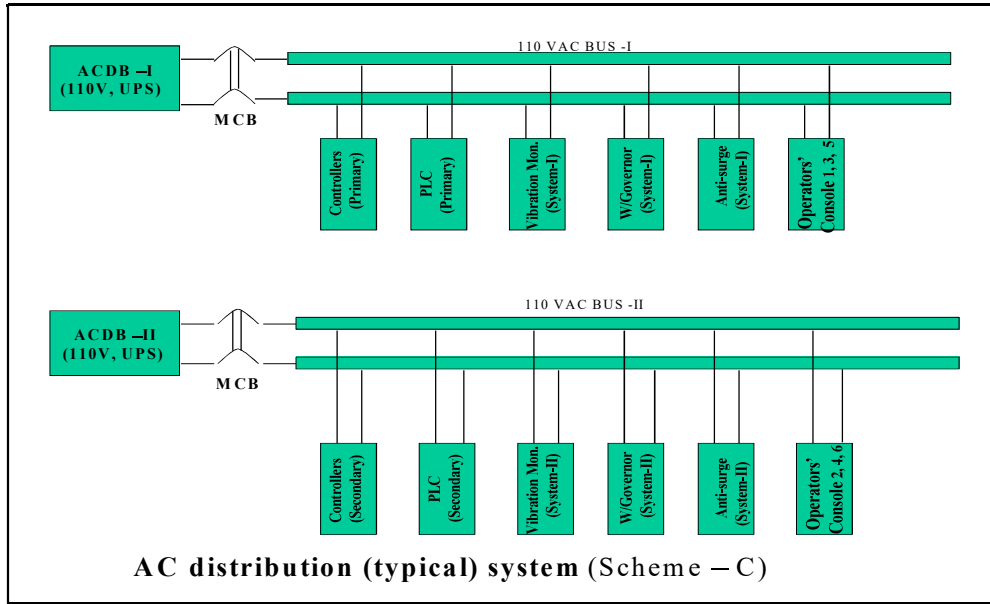 110 VAC BUS -I
ACDB –I
(110V, UPS)
MCB
Controllers
(Primary)
PLC
(Primary)
Vibration Mon.
(System-I)
W/Governor
(System-I)
Anti-surge
(System-I)
Operators'
Console 1, 3, 5
110 VAC BUS -II
ACDB –II
(110V, UPS)
MCB
Controllers
(Secondary)
PLC
(Secondary)
Vibration Mon.
(System-II)
W/Governor
(System-II)
Anti-surge
(System-II)
Operators'
Console 2, 4, 6
AC distribution (typical) system (Scheme – C)